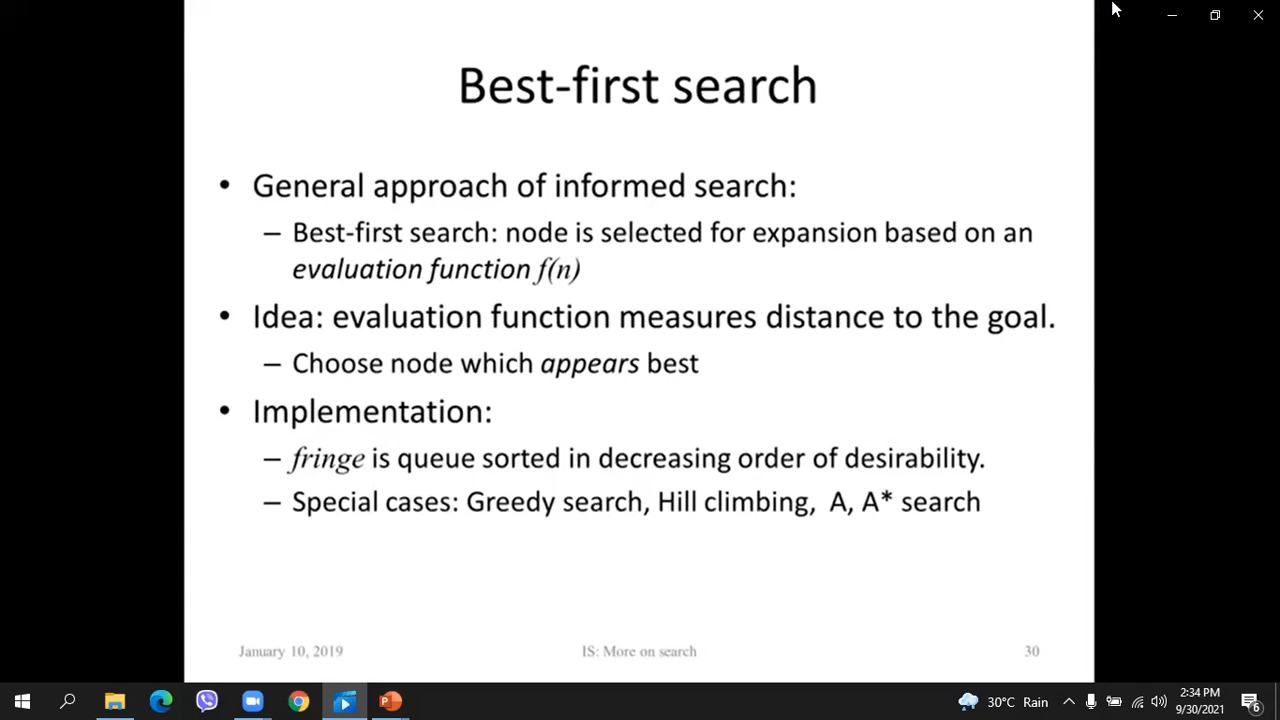 Best-first search
• General approach of informed search:
– Best-first search: node is selected for expansion based on an
evaluation function f(n)
• Idea: evaluation function measures distance to the goal.
– Choose node which appears best
• Implementation:
– fringe is queue sorted in decreasing order of desirability.
– Special cases: Greedy search, Hill climbing, A, A* search
January 10, 2019
IS: More on search
30
30°C Rain
2:34 PM
9/30/2021
6